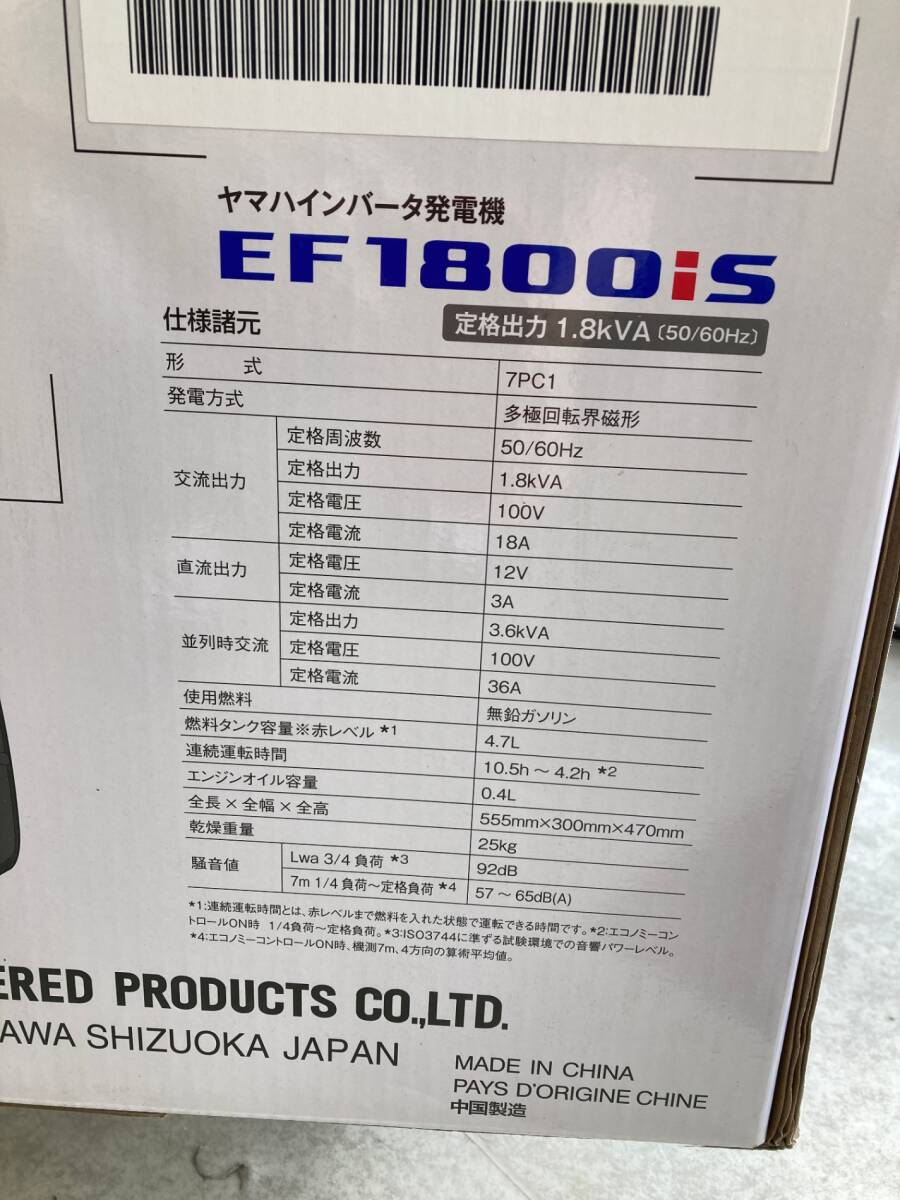 ヤマハインバータ発電機
EF1800iS
仕様諸元
定格出力 1.8kVA〔50/60Hz〕
形 式 7PC1
発電方式 多極回転界磁形
交流出力 定格周波数 50/60Hz
定格出力 1.8kVA
定格電圧 100V
定格電流 18A
直流出力 定格電圧 12V
定格電流 3A
並列時交流 定格出力 3.6kVA
定格電圧 100V
定格電流 36A
使用燃料 無鉛ガソリン
燃料タンク容量※赤レベル *1 4.7L
連続運転時間 10.5h ～ 4.2h *2
エンジンオイル容量 0.4L
全長×全幅×全高 555mm×300mm×470mm
乾燥重量 25kg
騒音値 Lwa 3/4 負荷 *3 92dB
7m 1/4 負荷～定格負荷 *4 57 ～ 65dB(A)
*1:連続運転時間とは、赤レベルまで燃料を入れた状態で運転できる時間です。*2:エコノミーコン
トロールON時 1/4負荷～定格負荷。*3:ISO3744に準ずる試験環境での音響パワーレベル。
*4:エコノミーコントロールON時、機測7m、4方向の算術平均値。
ERED PRODUCTS CO.,LTD.
AWA SHIZUOKA JAPAN
MADE IN CHINA
PAYS D'ORIGINE CHINE
中国製造